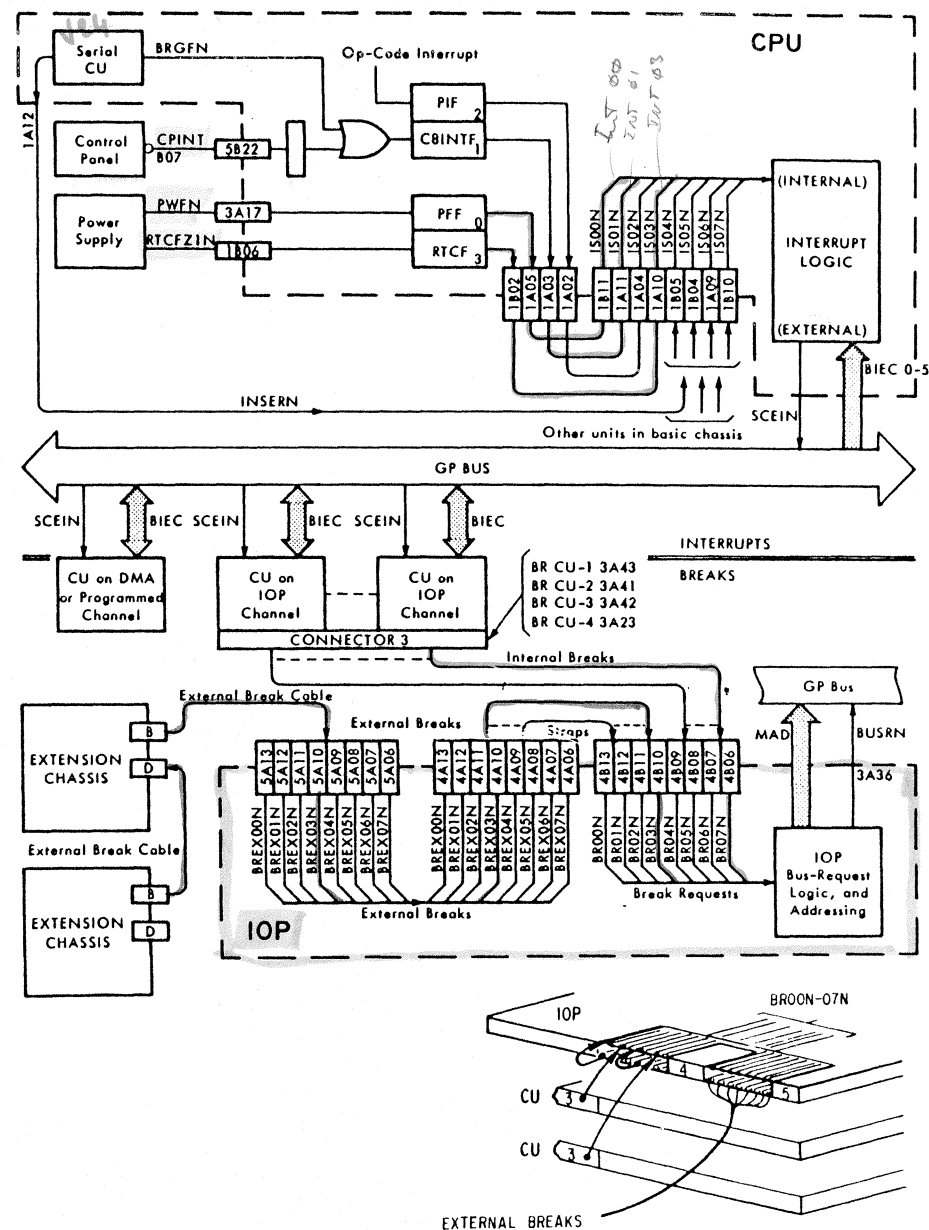 V24
CPU
Serial CU
BRGFN
Op-Code Interrupt
INT 00
INT 01
INT 03
1A12
PIF 2
CBINTF 1
Control Panel
CPINT
B07
5B22
Power Supply
PWFN
3A17
PFF 0
RTCFZ1N
1B06
RTCF 3
IS00N
IS01N
IS02N
IS03N
IS04N
IS05N
IS06N
IS07N
(INTERNAL)
INTERRUPT LOGIC
(EXTERNAL)
1B02
1A05
1A03
1A02
1B11
1A11
1A04
1A10
1B05
1B04
1A09
1B10
BIEC 0-5
INSERN
SCEIN
Other units in basic chassis
GP BUS
SCEIN
BIEC
SCEIN
BIEC
SCEIN
BIEC
INTERRUPTS
BREAKS
CU on DMA or Programmed Channel
CU on IOP Channel
CU on IOP Channel
CONNECTOR 3
BR CU-1 3A43
BR CU-2 3A41
BR CU-3 3A42
BR CU-4 3A23
Internal Breaks
External Break Cable
External Breaks
Straps
GP Bus
MAD
BUSRN
3A36
EXTENSION CHASSIS
B
D
External Break Cable
EXTENSION CHASSIS
B
D
5A13
5A12
5A11
5A10
5A09
5A08
5A07
5A06
4A13
4A12
4A11
4A10
4A09
4A08
4A07
4A06
4B13
4B12
4B11
4B10
4B09
4B08
4B07
4B06
BREX00N
BREX01N
BREX02N
BREX03N
BREX04N
BREX05N
BREX06N
BREX07N
BREX00N
BREX01N
BREX02N
BREX03N
BREX04N
BREX05N
BREX06N
BREX07N
BR00N
BR01N
BR02N
BR03N
BR04N
BR05N
BR06N
BR07N
External Breaks
Break Requests
IOP Bus-Request Logic, and Addressing
IOP
IOP
BR00N-07N
4
5
CU
3
CU
3
EXTERNAL BREAKS